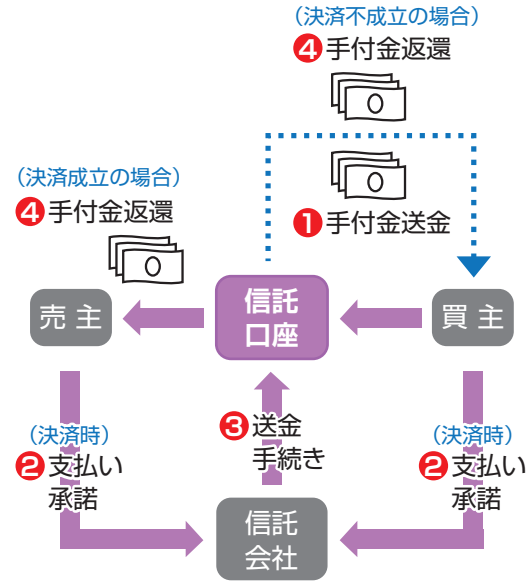 （決済不成立の場合）
❹手付金返還
（決済成立の場合）
❹手付金返還
❶手付金送金
売主
信託
口座
買主
（決済時）
❷支払い
承諾
❸送金
手続き
（決済時）
❷支払い
承諾
信託
会社